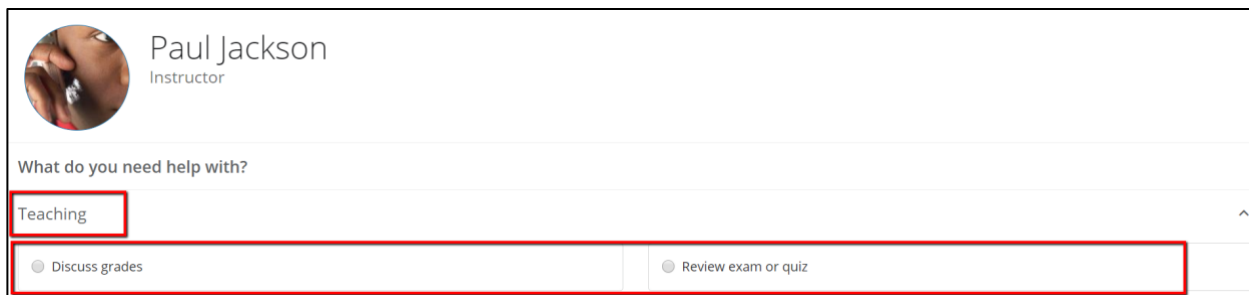 Paul Jackson
Instructor
What do you need help with?
Teaching
Discuss grades
Review exam or quiz